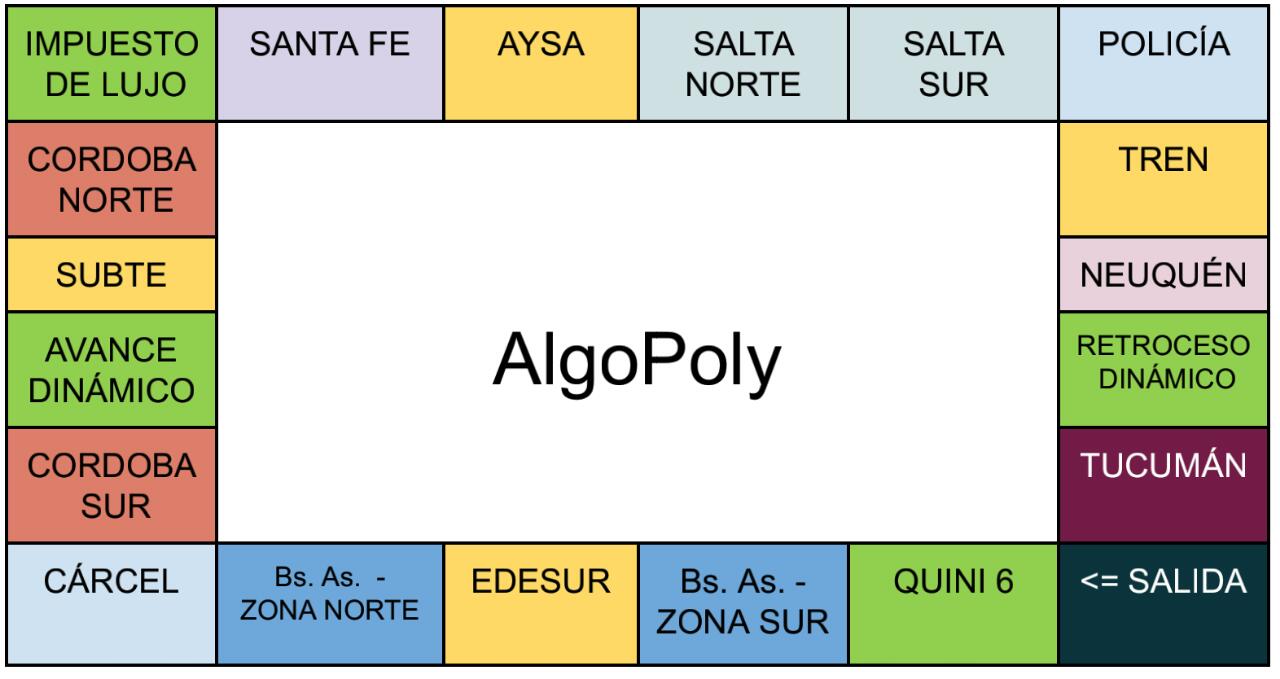 IMPUESTO
DE LUJO
SANTA FE
AYSA
SALTA
NORTE
SALTA
SUR
POLICÍA
CORDOBA
NORTE
TREN
SUBTE
NEUQUÉN
AVANCE
DINÁMICO
AlgoPoly
RETROCESO
DINÁMICO
CORDOBA
SUR
TUCUMÁN
CÁRCEL
Bs. As. -
ZONA NORTE
EDESUR
Bs. As. -
ZONA SUR
QUINI 6
<= SALIDA